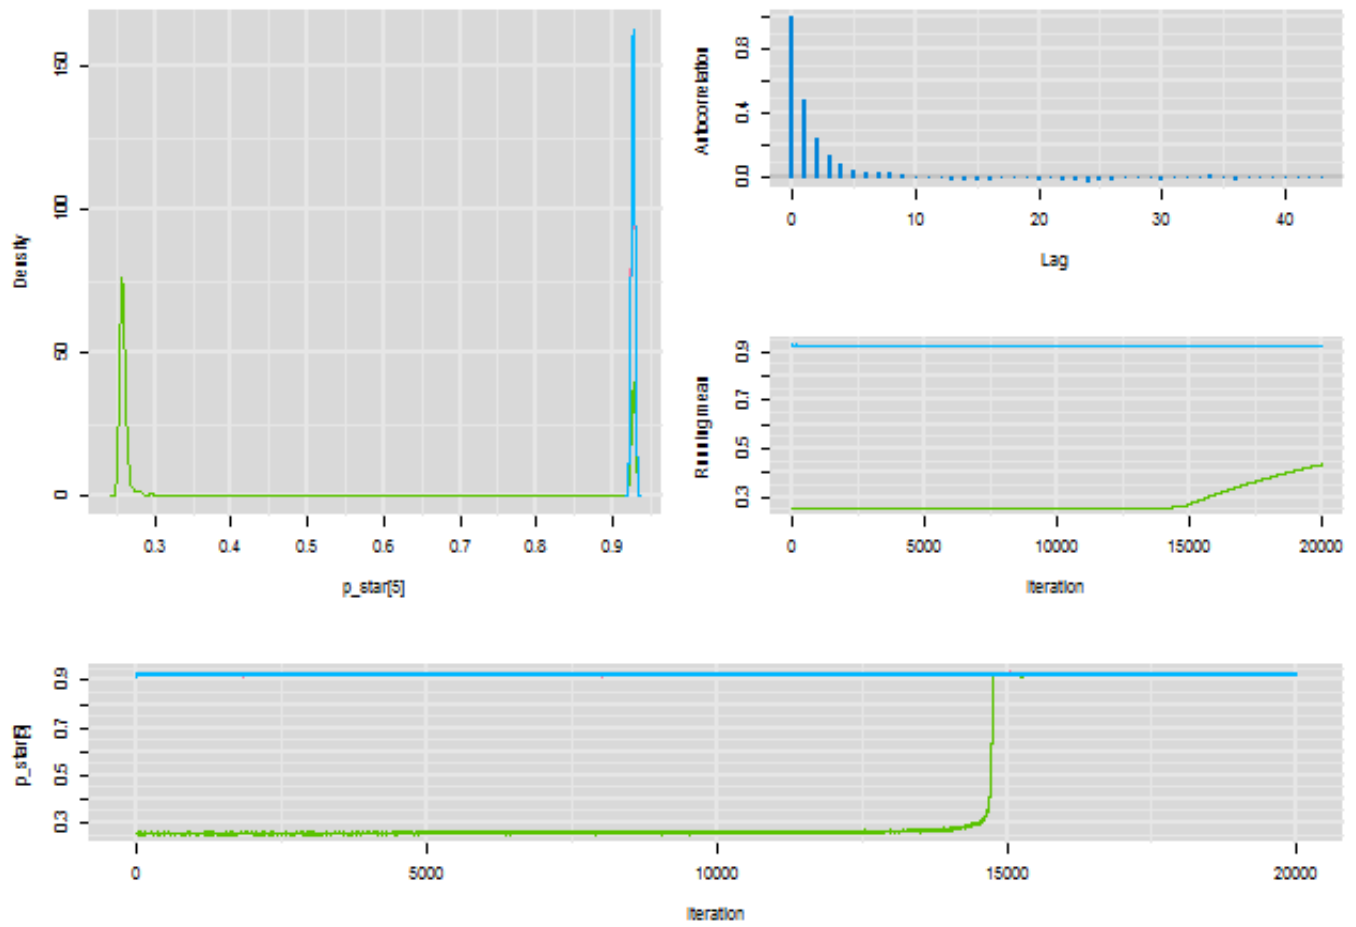 Density
150
100
50
0
0.3 0.4 0.5 0.6 0.7 0.8 0.9
p_star[5]
Autocorrelation
0.8
0.4
0.0
0 10 20 30 40
Lag
Running mean
0.9
0.7
0.5
0.3
0 5000 10000 15000 20000
Iteration
p_star[5]
0.9
0.7
0.5
0.3
0 5000 10000 15000 20000
Iteration